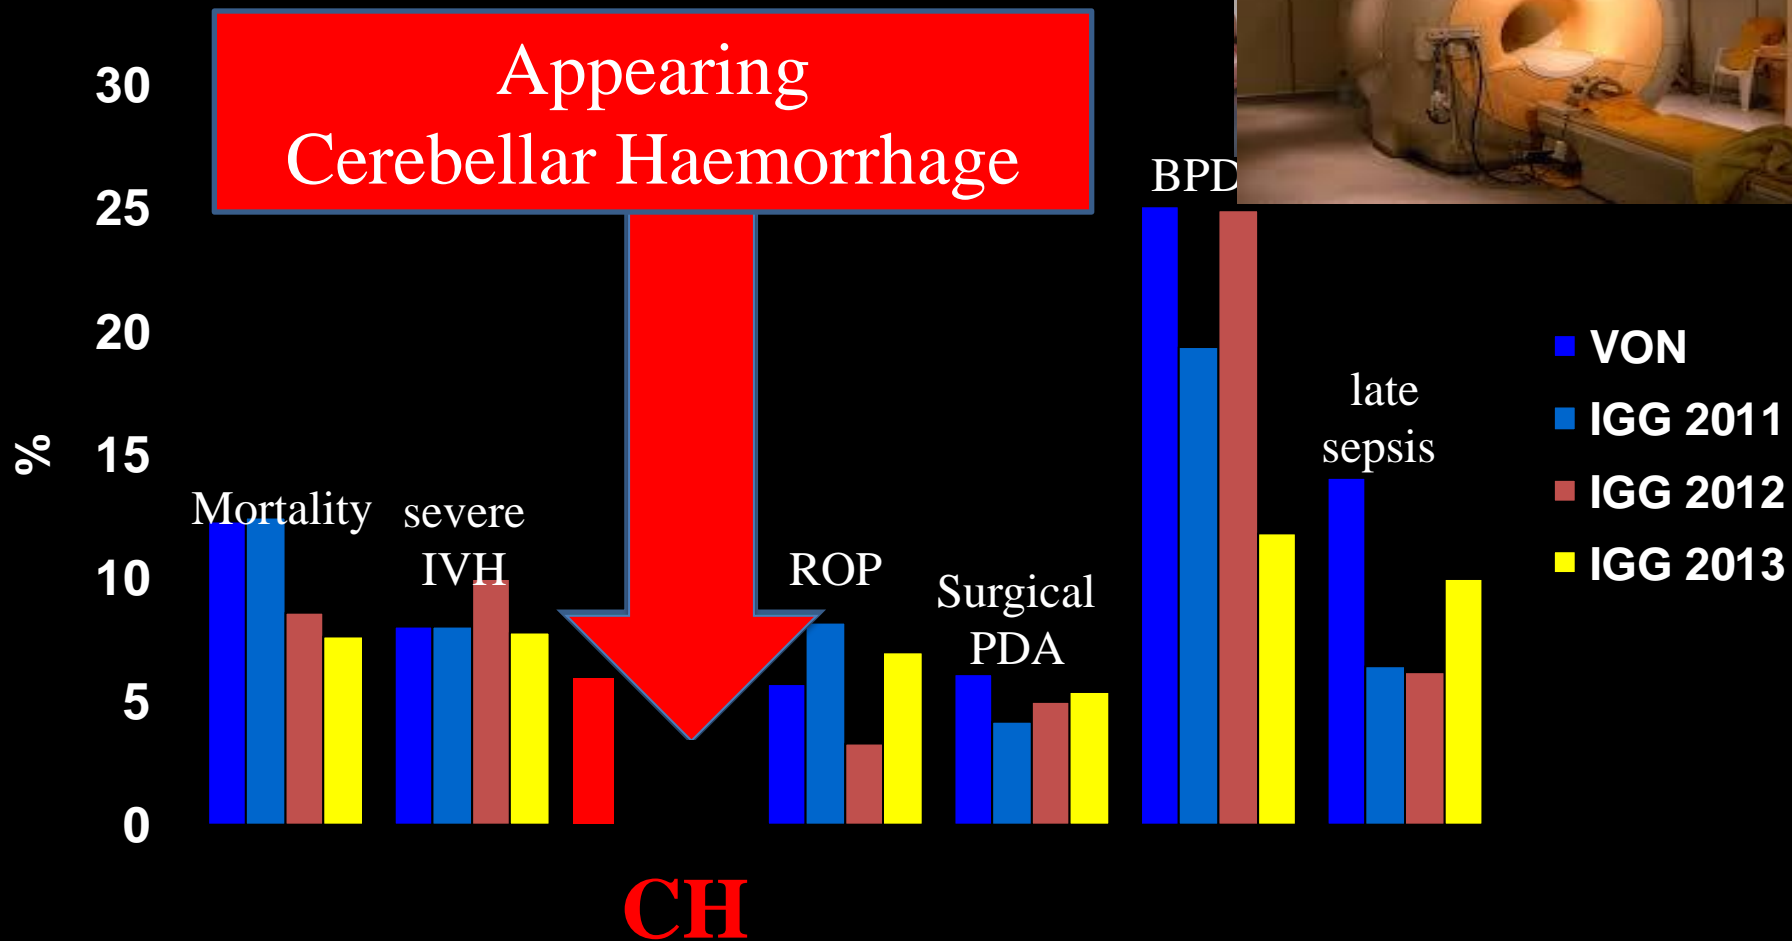 Appearing
Cerebellar Haemorrhage
30
25
20
15
10
5
0
%
Mortality
severe
IVH
ROP
Surgical
PDA
BPD
late
sepsis
CH
VON
IGG 2011
IGG 2012
IGG 2013